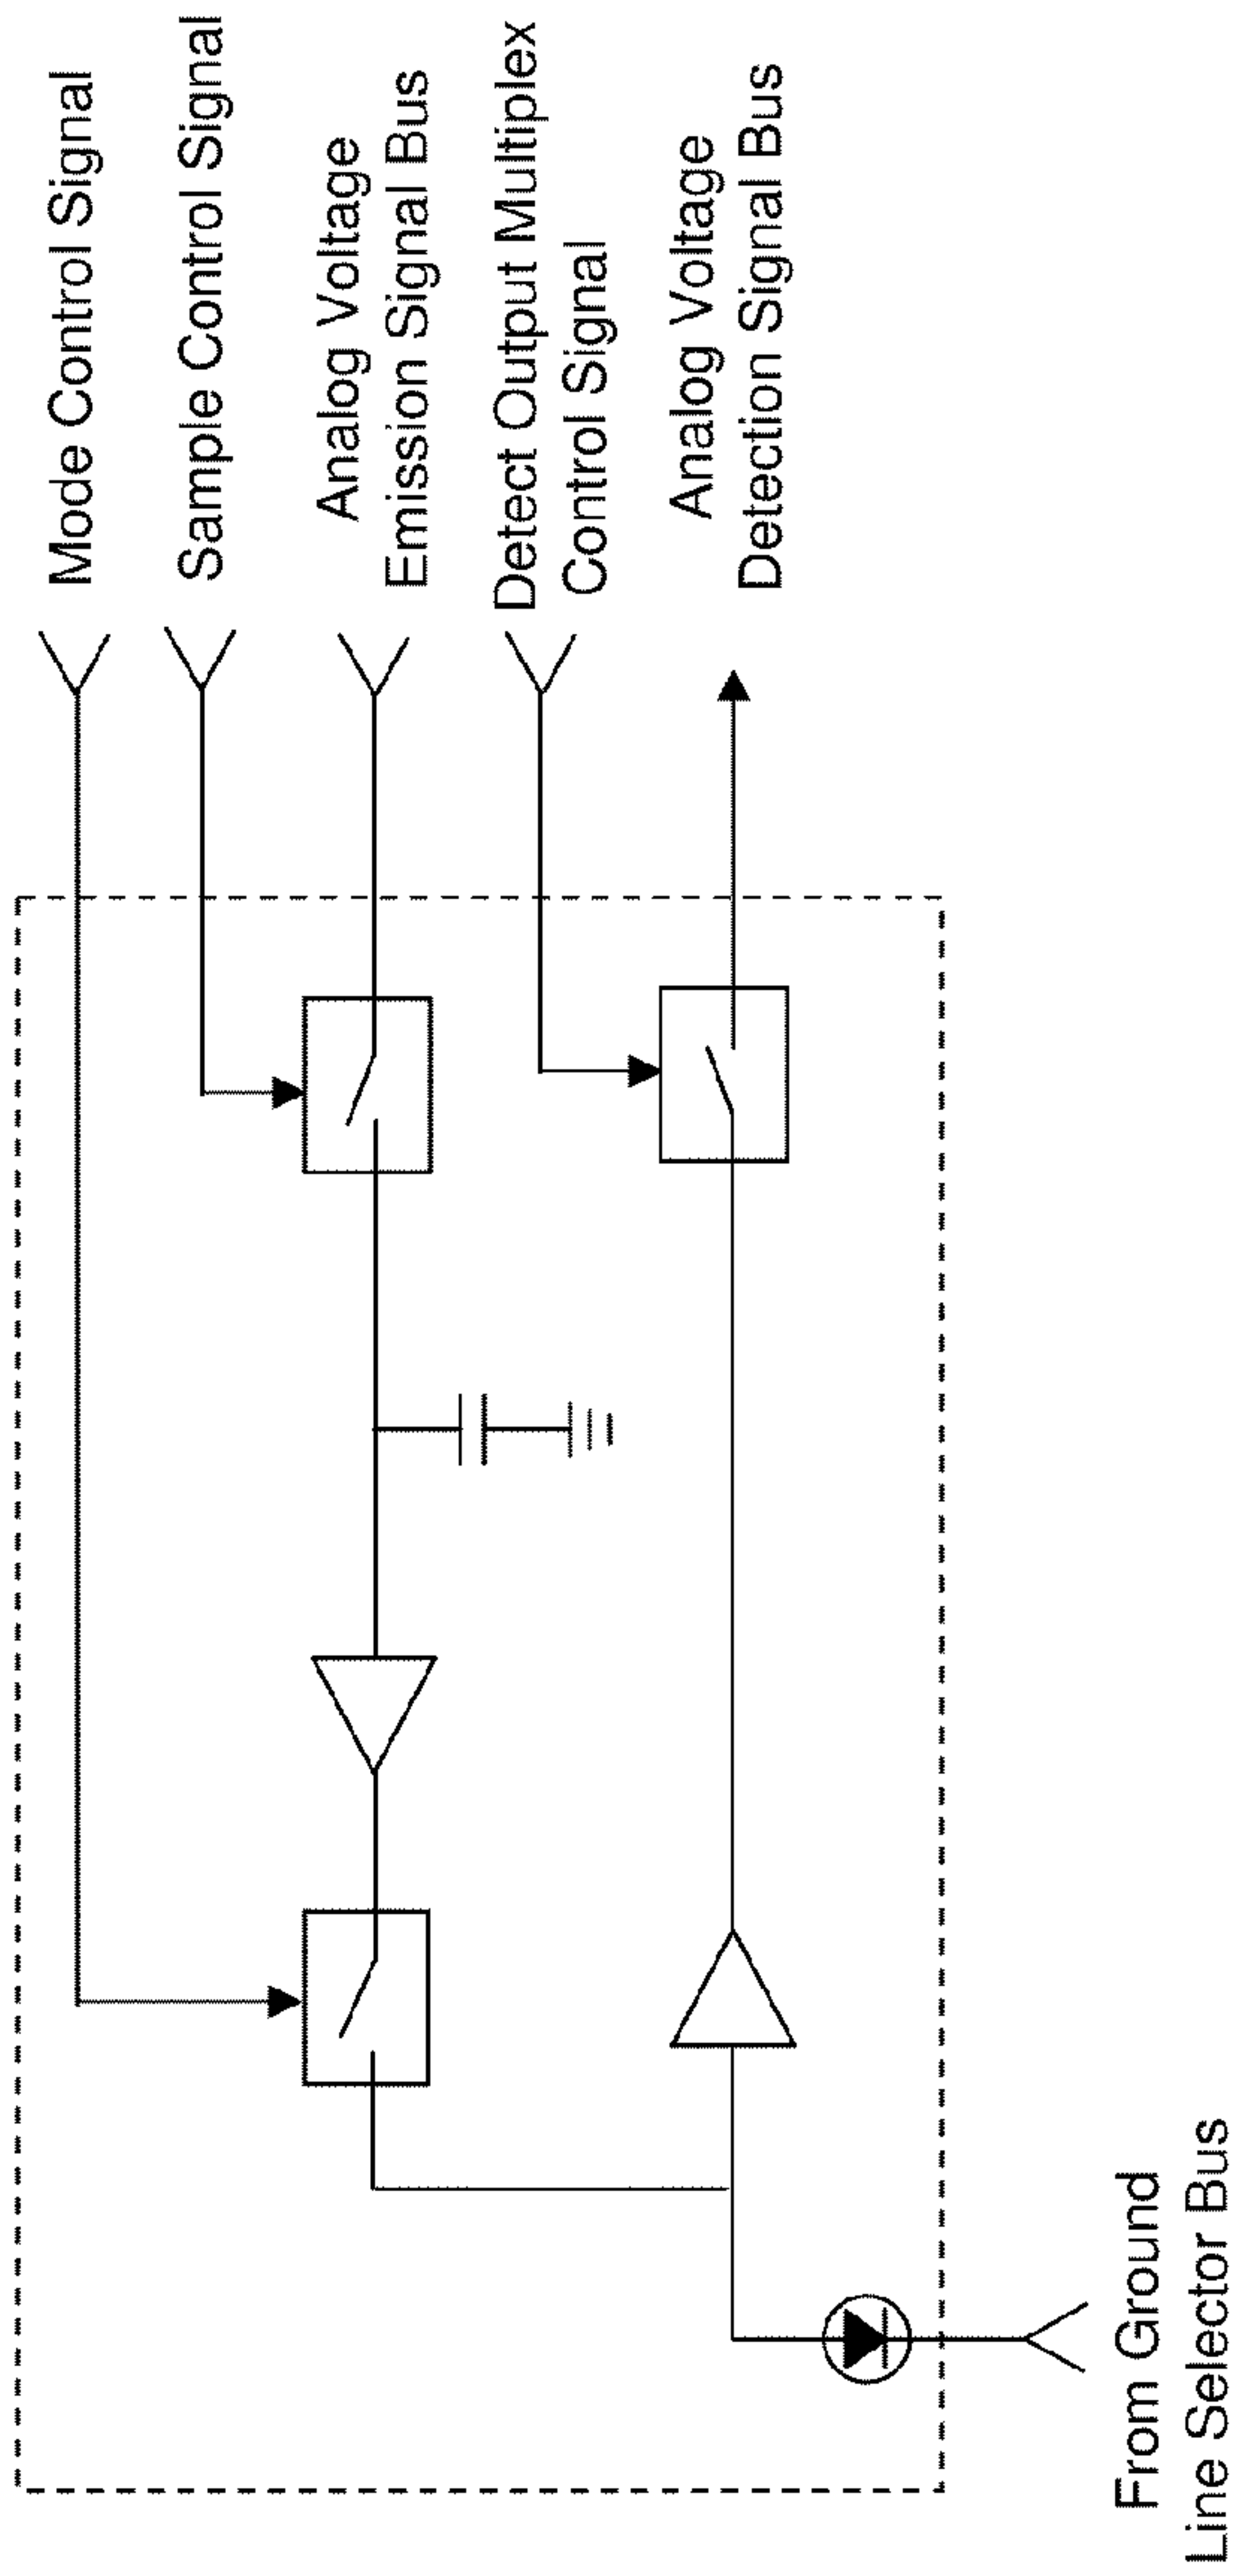 Mode Control Signal
Sample Control Signal
Analog Voltage
Emission Signal Bus
Detect Output Multiplex
Control Signal
Analog Voltage
Detection Signal Bus
From Ground
Line Selector Bus